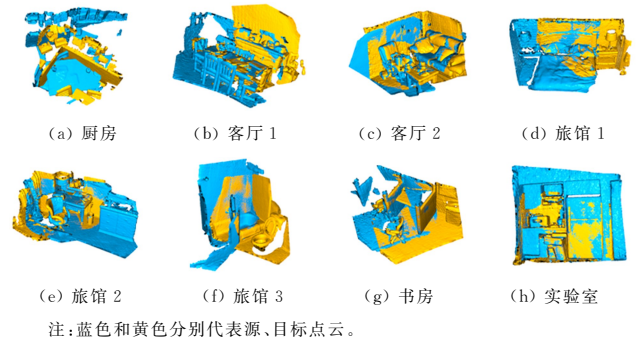 (a) 厨房 (b) 客厅 1 (c) 客厅 2 (d) 旅馆 1
(e) 旅馆 2 (f) 旅馆 3 (g) 书房 (h) 实验室
注:蓝色和黄色分别代表源、目标点云。